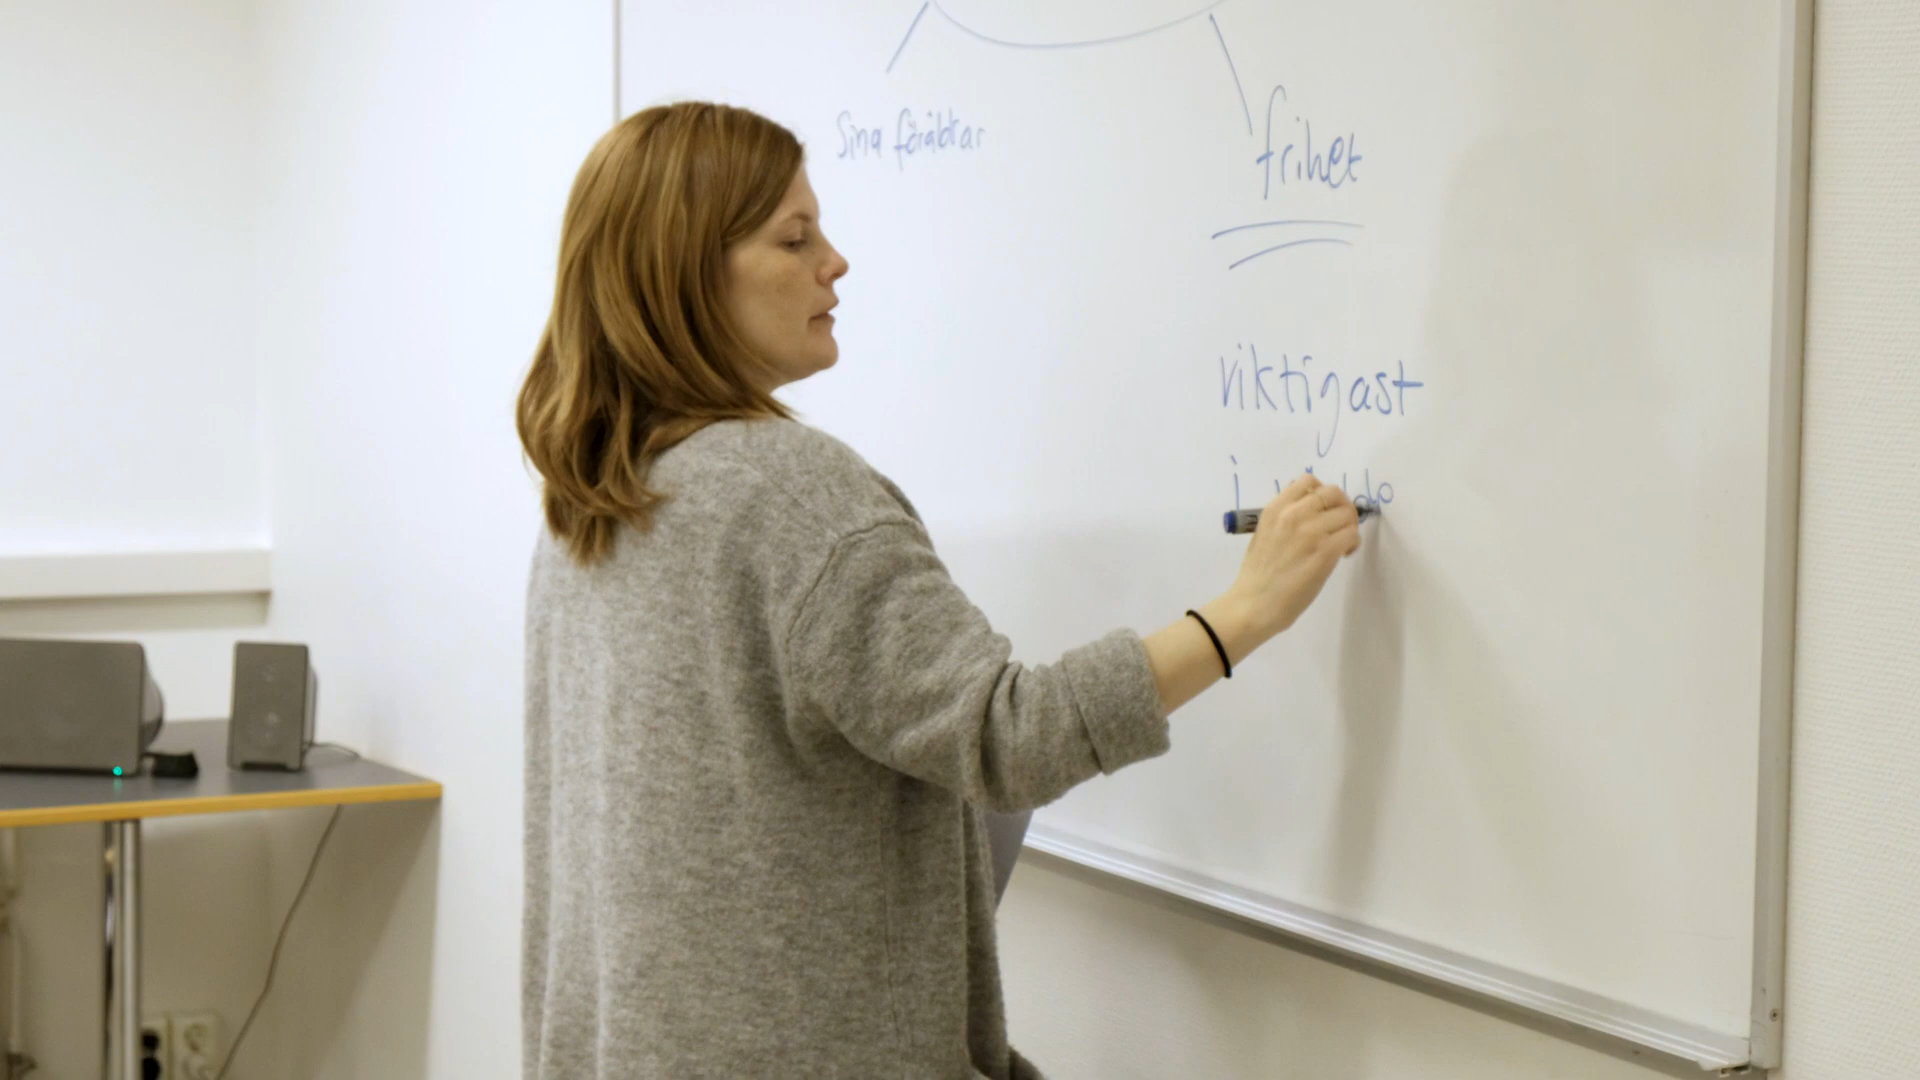 Sina föräldrar
frihet
viktigast
i